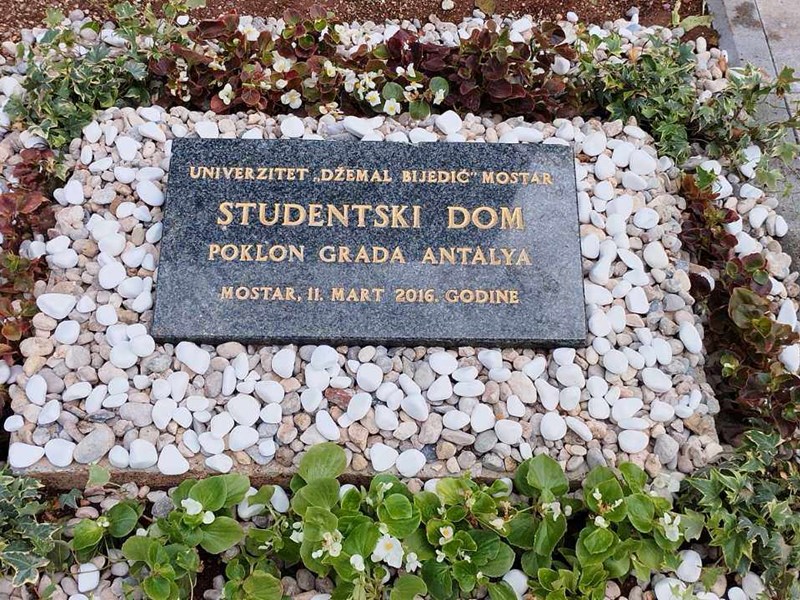 UNIVERZITET „DŽEMAL BIJEDIĆ" MOSTAR
STUDENTSKI DOM
POKLON GRADA ANTALYA
MOSTAR, 11. MART 2016. GODINE